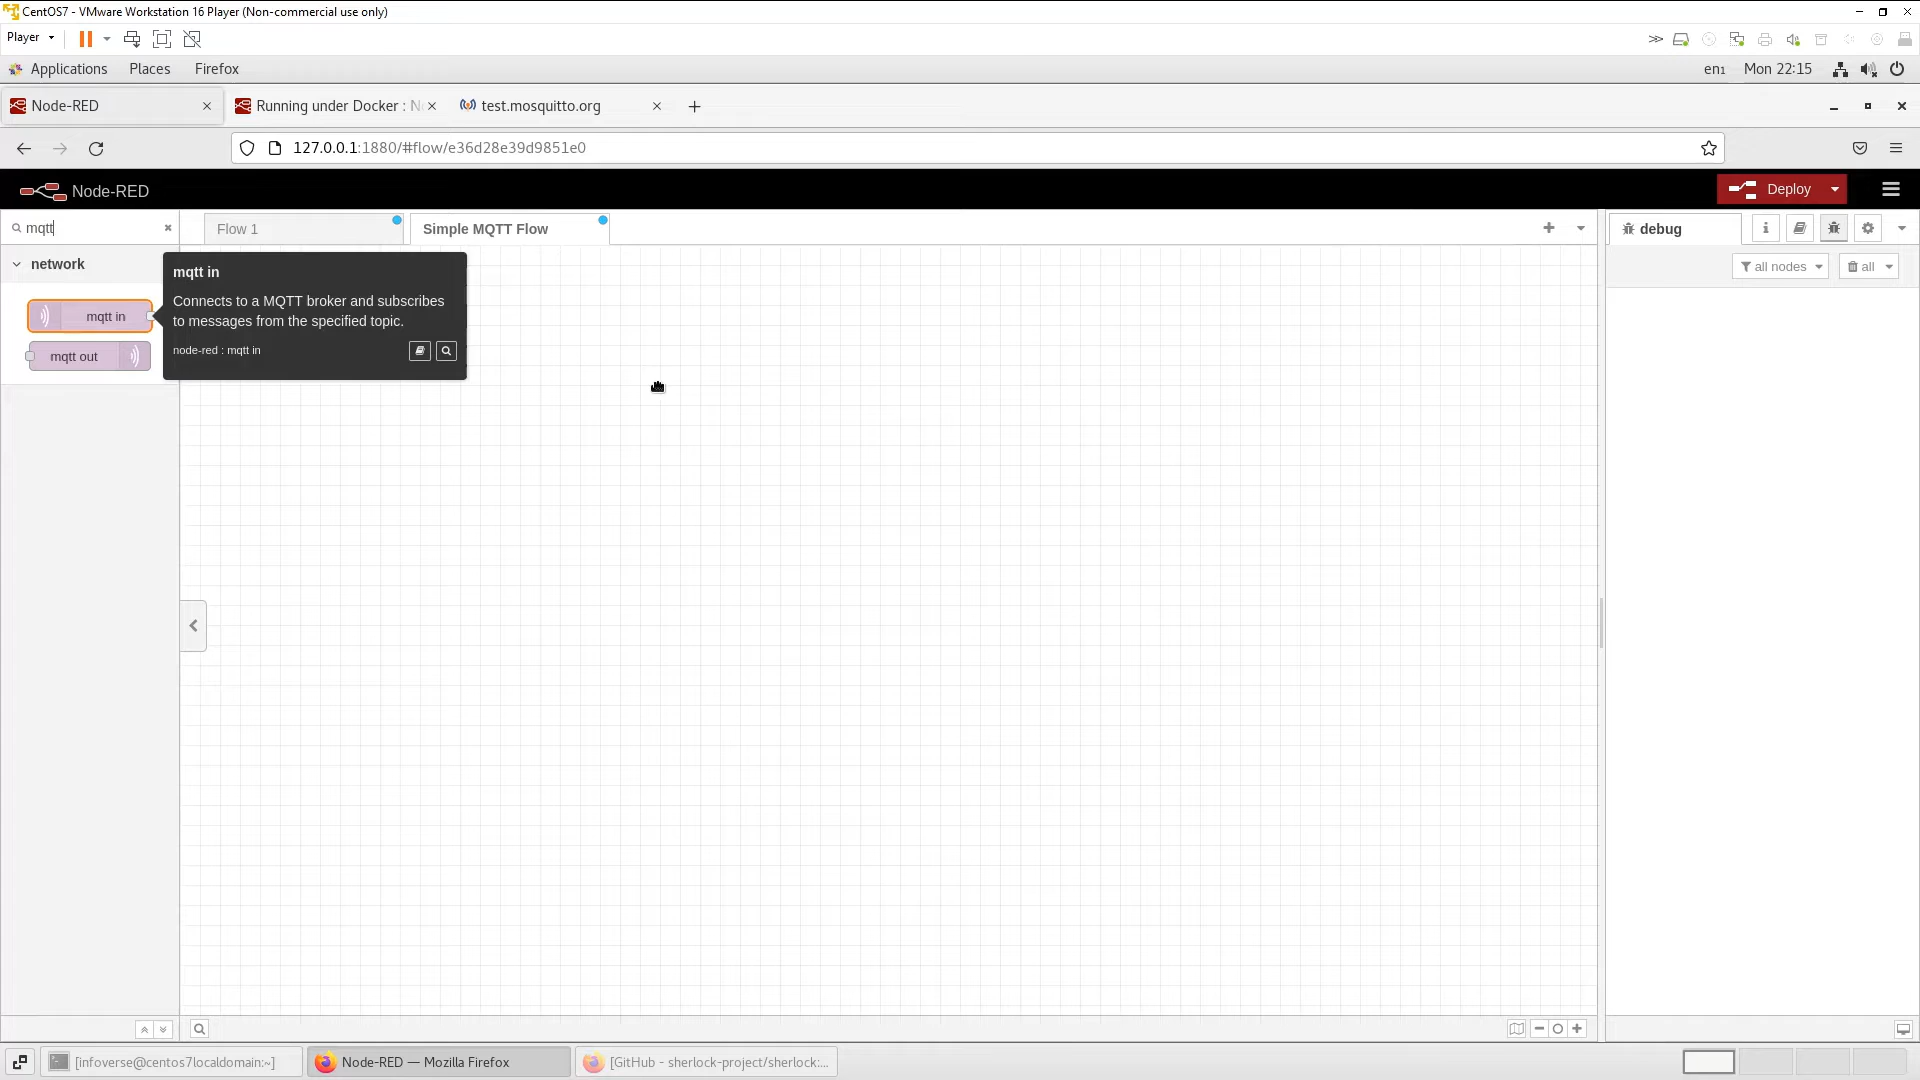 CentOS7 - VMware Workstation 16 Player (Non-commercial use only)
Player
Applications Places Firefox en1 Mon 22:15
Node-RED Running under Docker : N test.mosquitto.org
127.0.0.1:1880/#flow/e36d28e39d9851e0
Node-RED Deploy
mqtt Flow 1 Simple MQTT Flow debug
network
all nodes all
mqtt in
Connects to a MQTT broker and subscribes
to messages from the specified topic.
node-red : mqtt in
mqtt in
mqtt out
[infoverse@centos7localdomain:~] Node-RED — Mozilla Firefox [GitHub - sherlock-project/sherlock:...